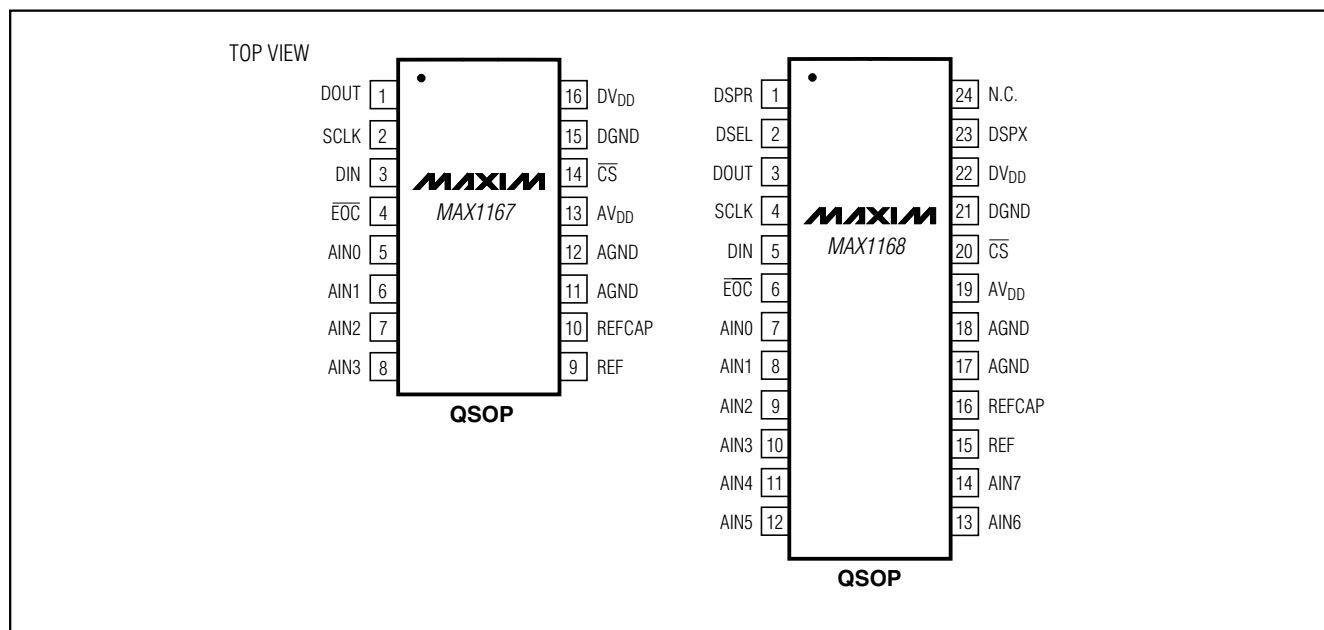 TOP VIEW
DOUT 1
SCLK 2
DIN 3
E̅O̅C̅ 4
AIN0 5
AIN1 6
AIN2 7
AIN3 8
MAXIM
MAX1167
16 DVDD
15 DGND
14 C̅S̅
13 AVDD
12 AGND
11 AGND
10 REFCAP
9 REF
QSOP
DSPR 1
DSEL 2
DOUT 3
SCLK 4
DIN 5
E̅O̅C̅ 6
AIN0 7
AIN1 8
AIN2 9
AIN3 10
AIN4 11
AIN5 12
MAXIM
MAX1168
24 N.C.
23 DSPX
22 DVDD
21 DGND
20 C̅S̅
19 AVDD
18 AGND
17 AGND
16 REFCAP
15 REF
14 AIN7
13 AIN6
QSOP